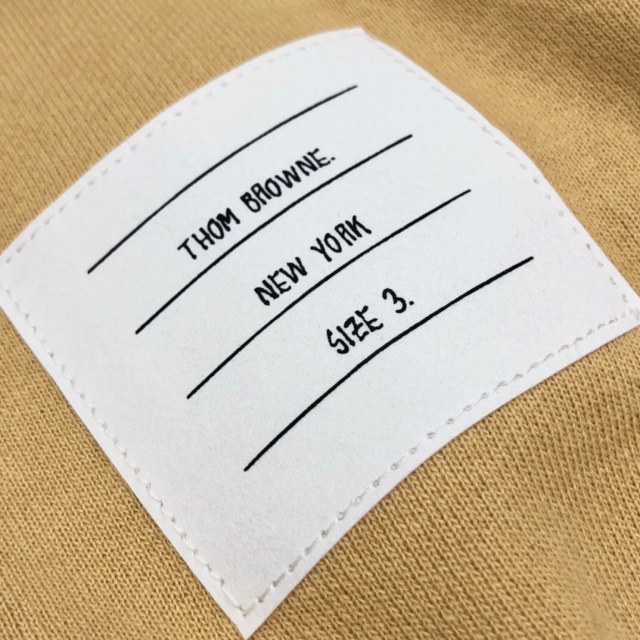 THOM BROWNE.
NEW YORK
SIZE 3.